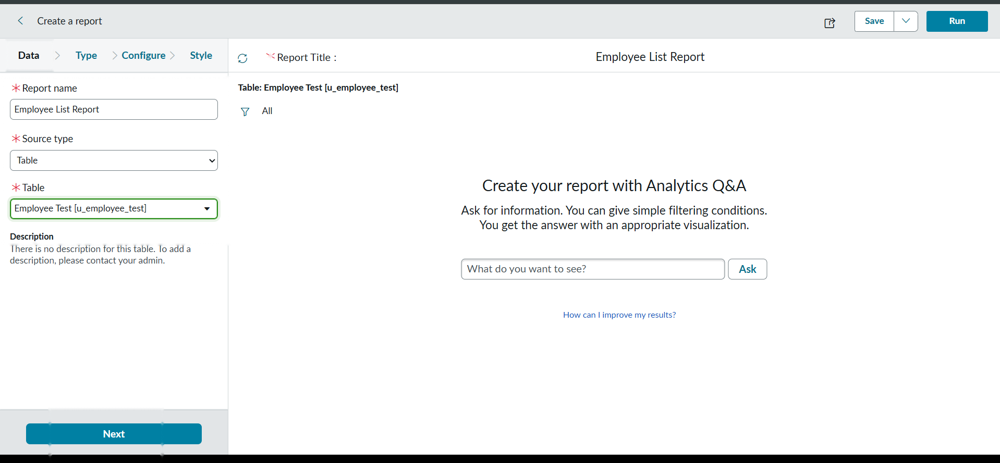 Create a report
Save
Run
Data
Type
Configure
Style
*Report name
Employee List Report
*Source type
Table
*Table
Employee Test [u_employee_test]
Description
There is no description for this table. To add a
description, please contact your admin.
Next
*Report Title :
Employee List Report
Table: Employee Test [u_employee_test]
All
Create your report with Analytics Q&A
Ask for information. You can give simple filtering conditions.
You get the answer with an appropriate visualization.
What do you want to see?
Ask
How can I improve my results?